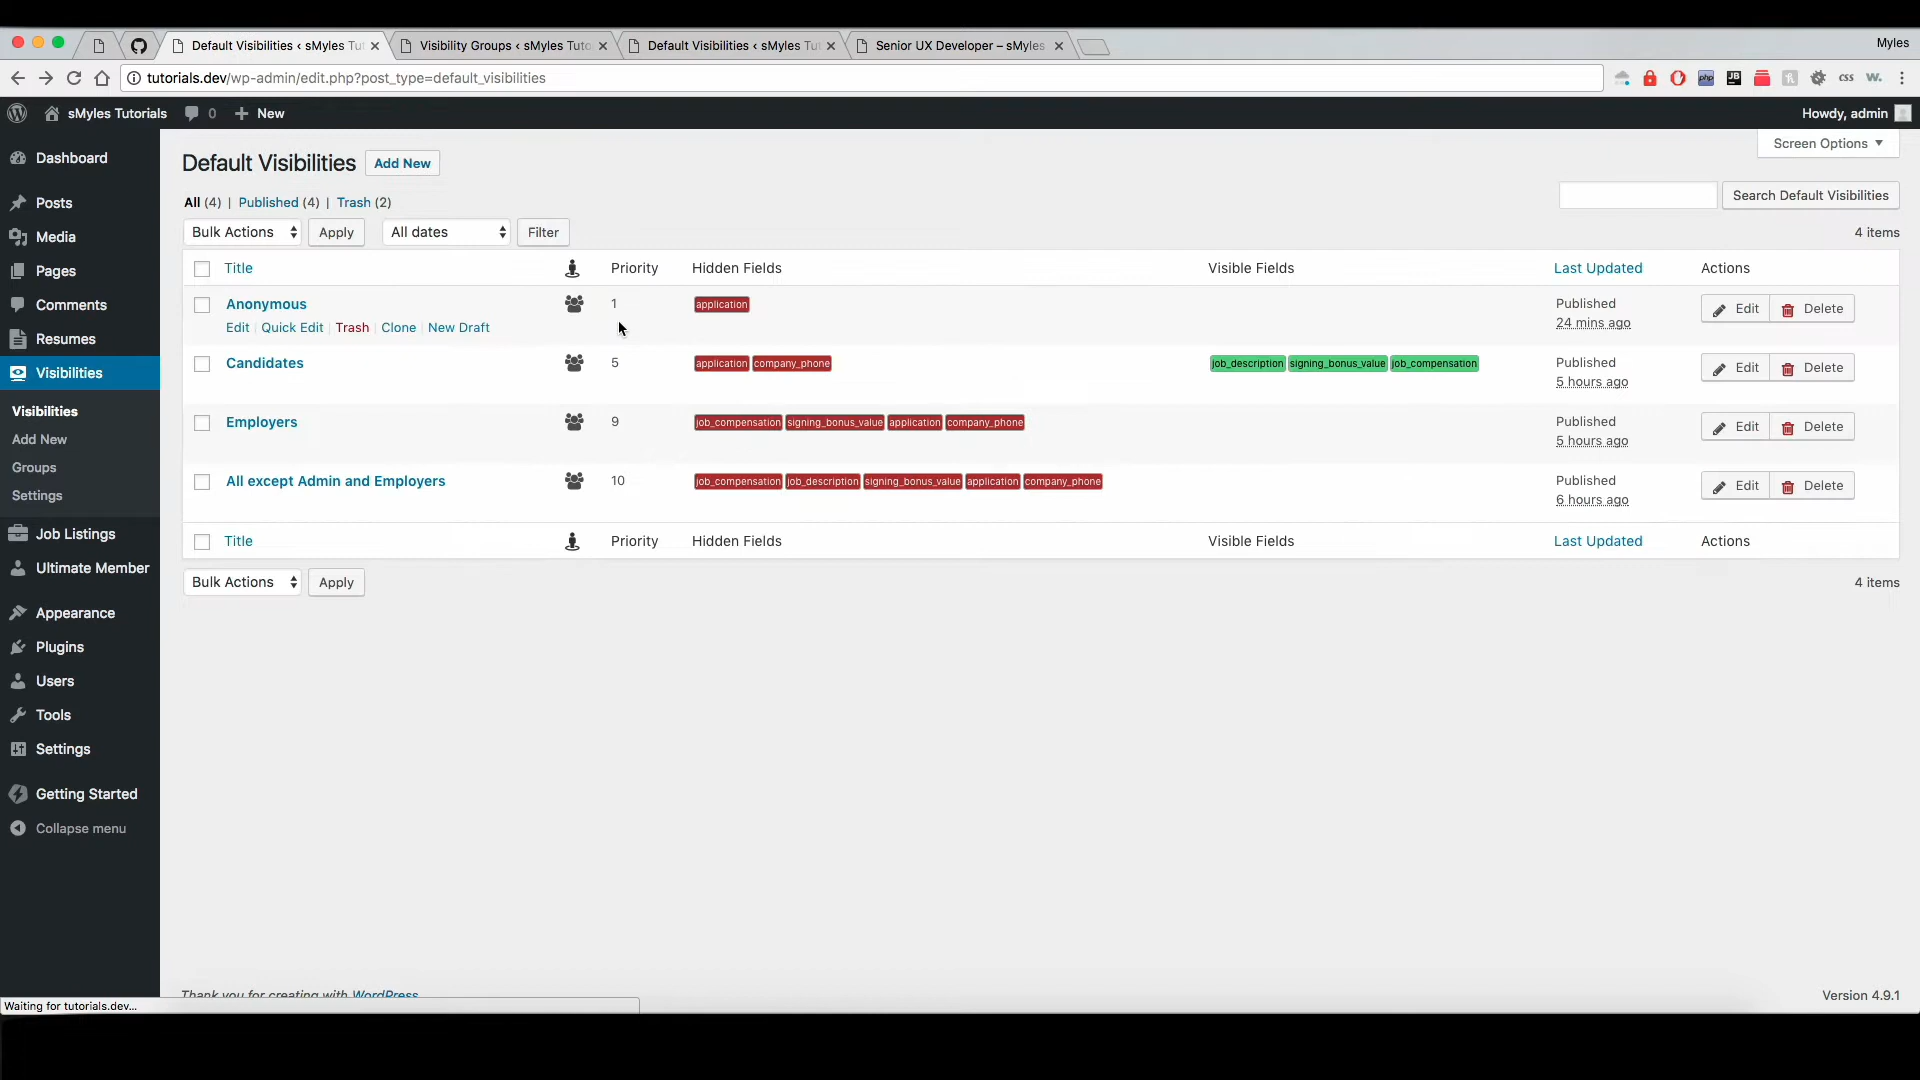 Default Visibilities ‹ sMyles Tut
Visibility Groups ‹ sMyles Tuto
Default Visibilities ‹ sMyles Tut
Senior UX Developer – sMyles
Myles
tutorials.dev/wp-admin/edit.php?post_type=default_visibilities
php JB css w.
sMyles Tutorials 0 New
Howdy, admin
Dashboard
Posts
Media
Pages
Comments
Resumes
Visibilities
Visibilities
Add New
Groups
Settings
Job Listings
Ultimate Member
Appearance
Plugins
Users
Tools
Settings
Getting Started
Collapse menu
Screen Options
Default Visibilities Add New
All (4) | Published (4) | Trash (2)
Search Default Visibilities
Bulk Actions Apply All dates Filter 4 items
Title Priority Hidden Fields Visible Fields Last Updated Actions
Anonymous 1 application Published Edit Delete
Edit | Quick Edit | Trash | Clone | New Draft 24 mins ago
Candidates 5 application company_phone job_description signing_bonus_value job_compensation Published Edit Delete
5 hours ago
Employers 9 job_compensation signing_bonus_value application company_phone Published Edit Delete
5 hours ago
All except Admin and Employers 10 job_compensation job_description signing_bonus_value application company_phone Published Edit Delete
6 hours ago
Title Priority Hidden Fields Visible Fields Last Updated Actions
Bulk Actions Apply 4 items
Thank you for creating with WordPress. Version 4.9.1
Waiting for tutorials.dev...